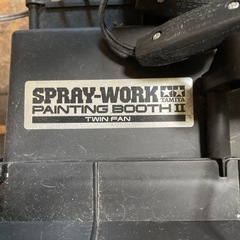 SPRAY-WORK TAMIYA
PAINTING BOOTH II
TWIN FAN